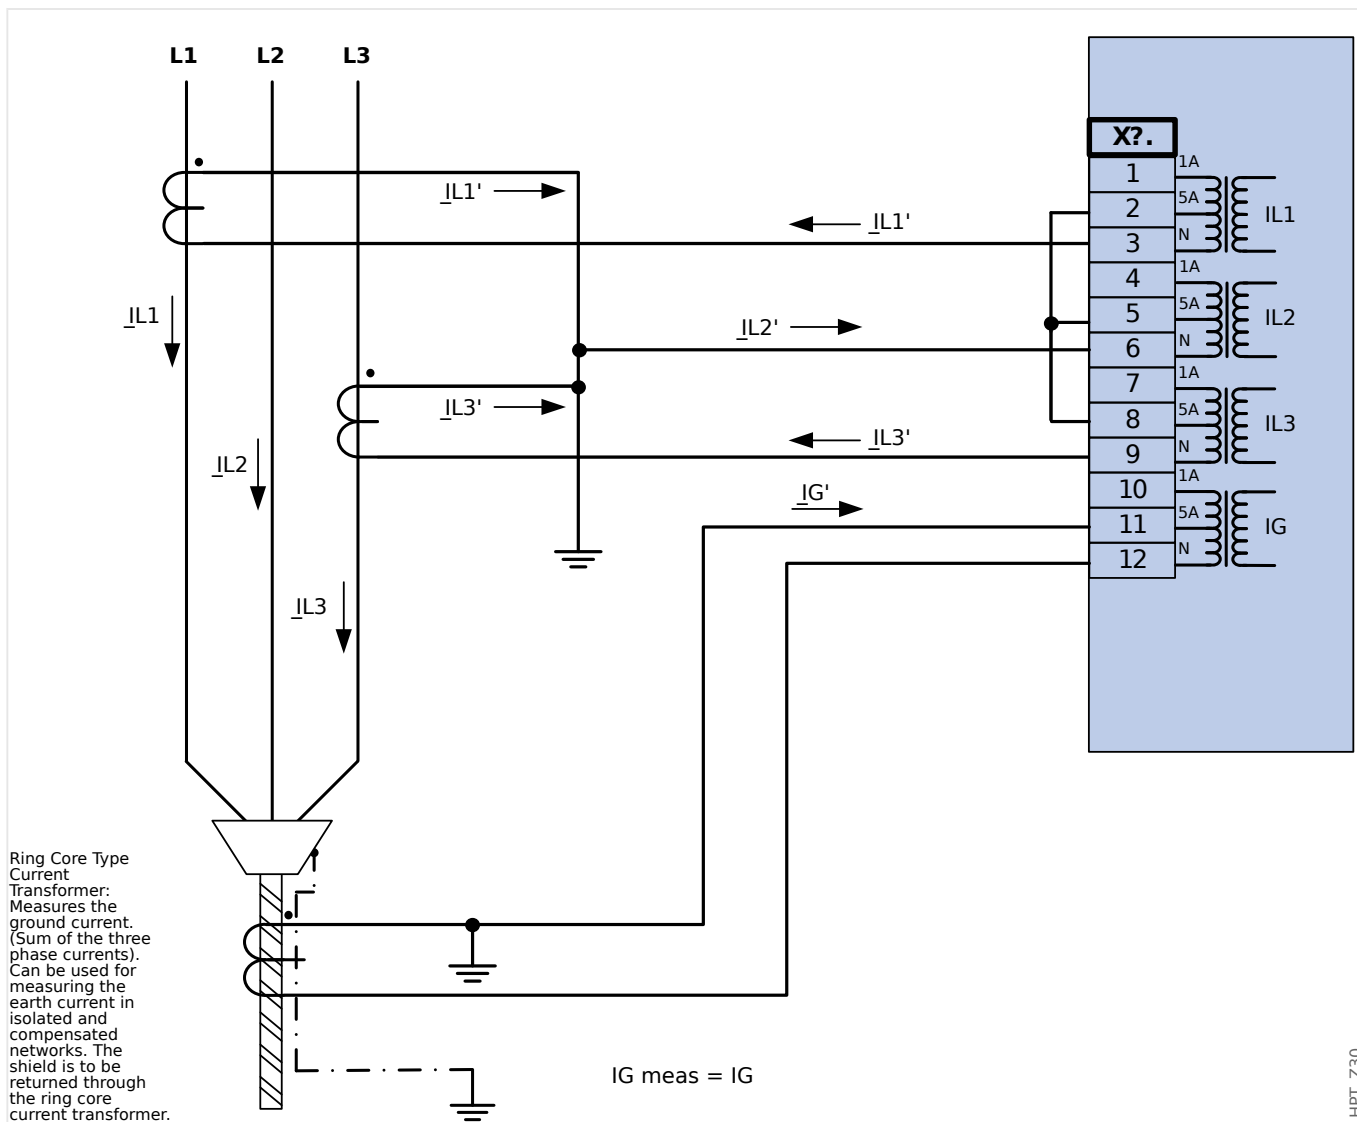 L1 L2 L3
X?.
IL1'
IL1'
IL1
1 1A
2 5A
3 N
IL1
IL2'
4 1A
5 5A
6 N
IL2
IL3'
IL3'
IL2
7 1A
8 5A
9 N
IL3
IG'
10 1A
11 5A
12 N
IG
IL3
Ring Core Type
Current
Transformer:
Measures the
ground current.
(Sum of the three
phase currents).
Can be used for
measuring the
earth current in
isolated and
compensated
networks. The
shield is to be
returned through
the ring core
current transformer.
IG meas = IG
HPT_Z30